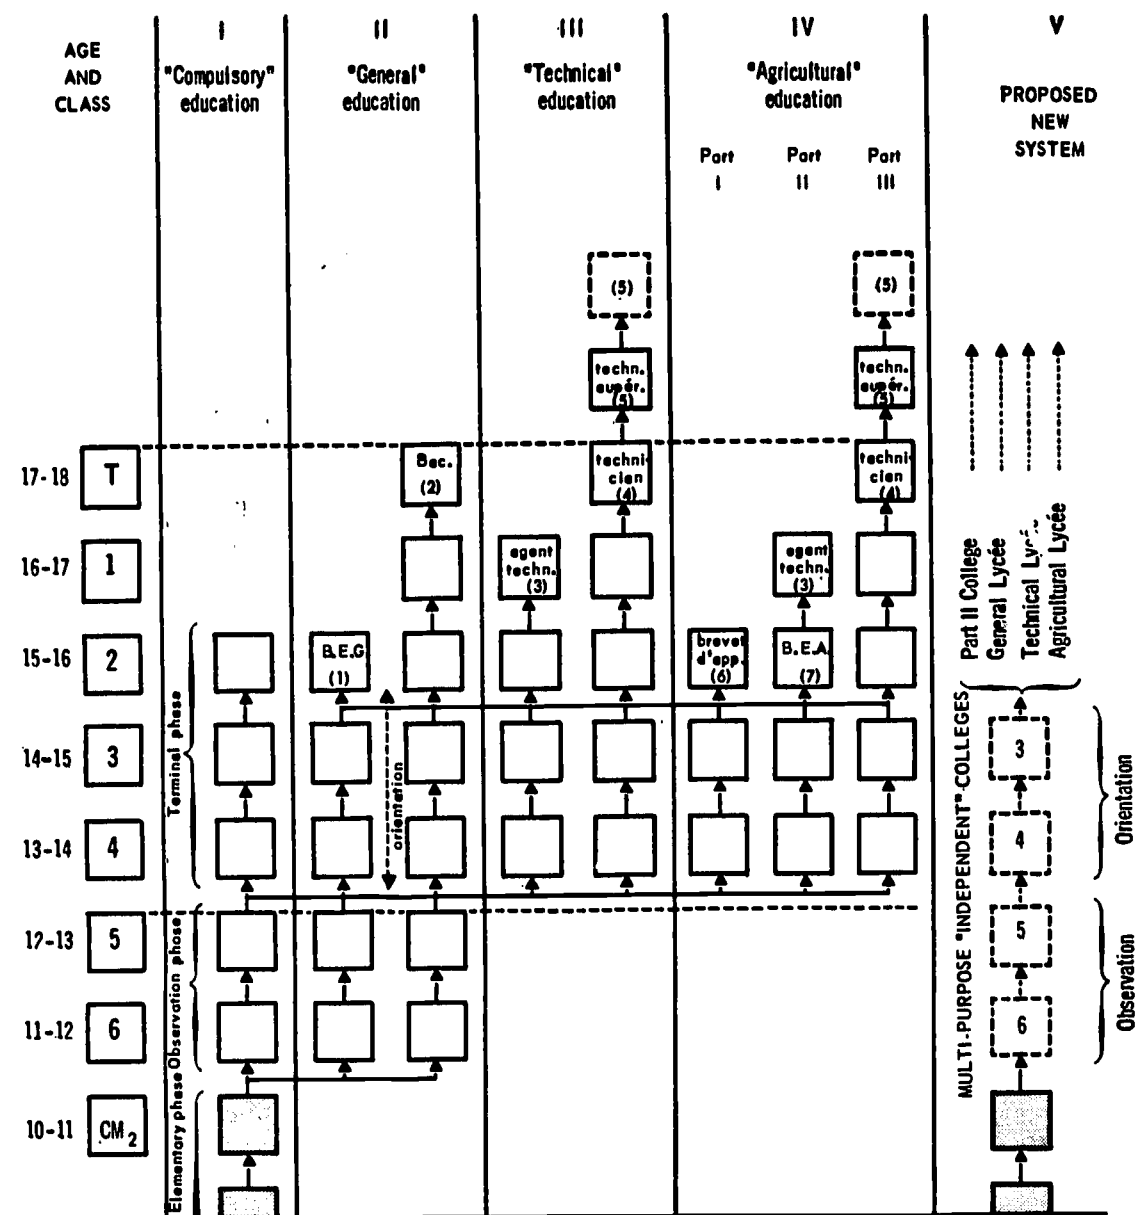 I
II
III
IV
V
AGE
AND
CLASS
"Compulsory"
education
"General"
education
"Technical"
education
"Agricultural"
education
PROPOSED
NEW
SYSTEM
Part
I
Part
II
Part
III
(5)
(5)
techn.
supér.
(5)
techn.
supér.
(5)
17-18
T
Bac.
(2)
techni-
cien
(4)
techni-
cien
(4)
16-17
1
agent
techn.
(3)
agent
techn.
(3)
Part II College
General Lycée
Technical Lycée
Agricultural Lycée
15-16
2
B.E.G
(1)
brevet
d'app.
(6)
B.E.A.
(7)
14-15
3
3
13-14
4
4
Terminal phase
orientation
Orientation
12-13
5
5
11-12
6
6
Observation phase
Observation
MULTI-PURPOSE "INDEPENDENT" COLLEGES
10-11
CM2
Elementary phase